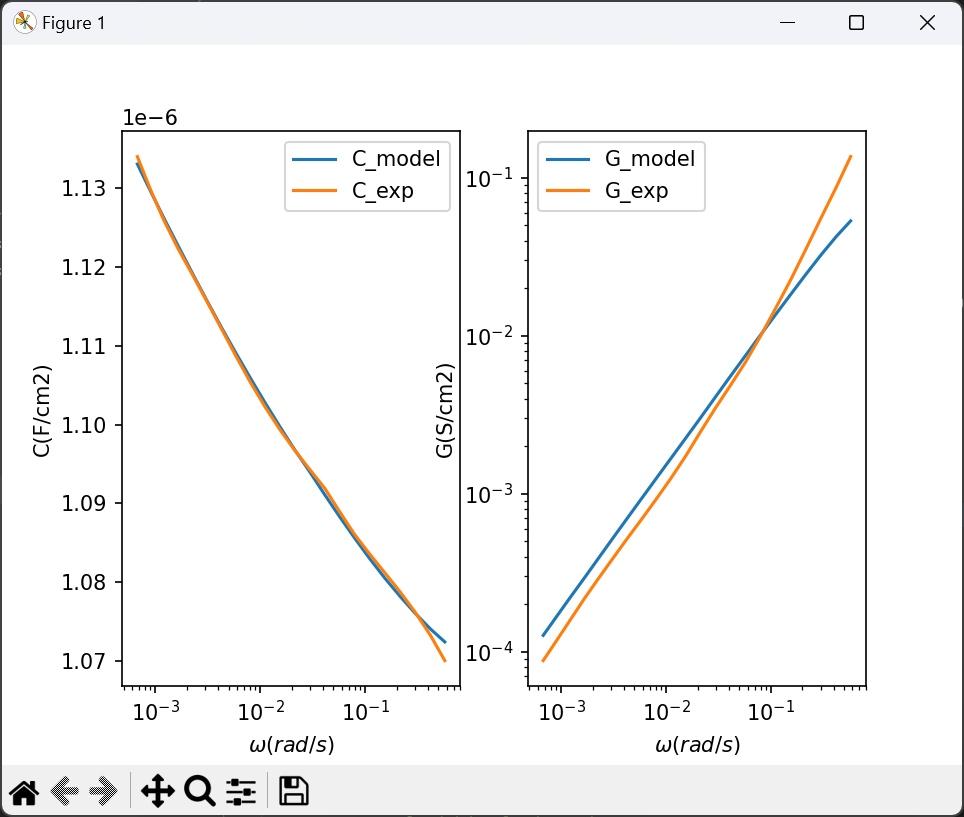 Figure 1
1e−6
C_model
C_exp
1.13
1.12
1.11
1.10
1.09
1.08
1.07
C(F/cm2)
10⁻³ 10⁻² 10⁻¹
ω(rad/s)
G_model
G_exp
10⁻¹
10⁻²
10⁻³
10⁻⁴
G(S/cm2)
10⁻³ 10⁻² 10⁻¹
ω(rad/s)